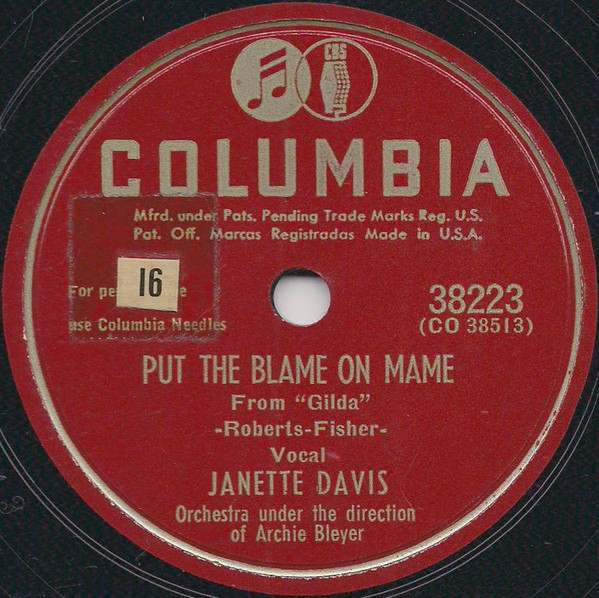 CBS
COLUMBIA
Mfrd. under Pats. Pending Trade Marks Reg. U.S.
Pat. Off. Marcas Registradas Made in U.S.A.
16
For
use Columbia Needles
38223
(CO 38513)
PUT THE BLAME ON MAME
From "Gilda"
-Roberts-Fisher-
Vocal
JANETTE DAVIS
Orchestra under the direction
of Archie Bleyer